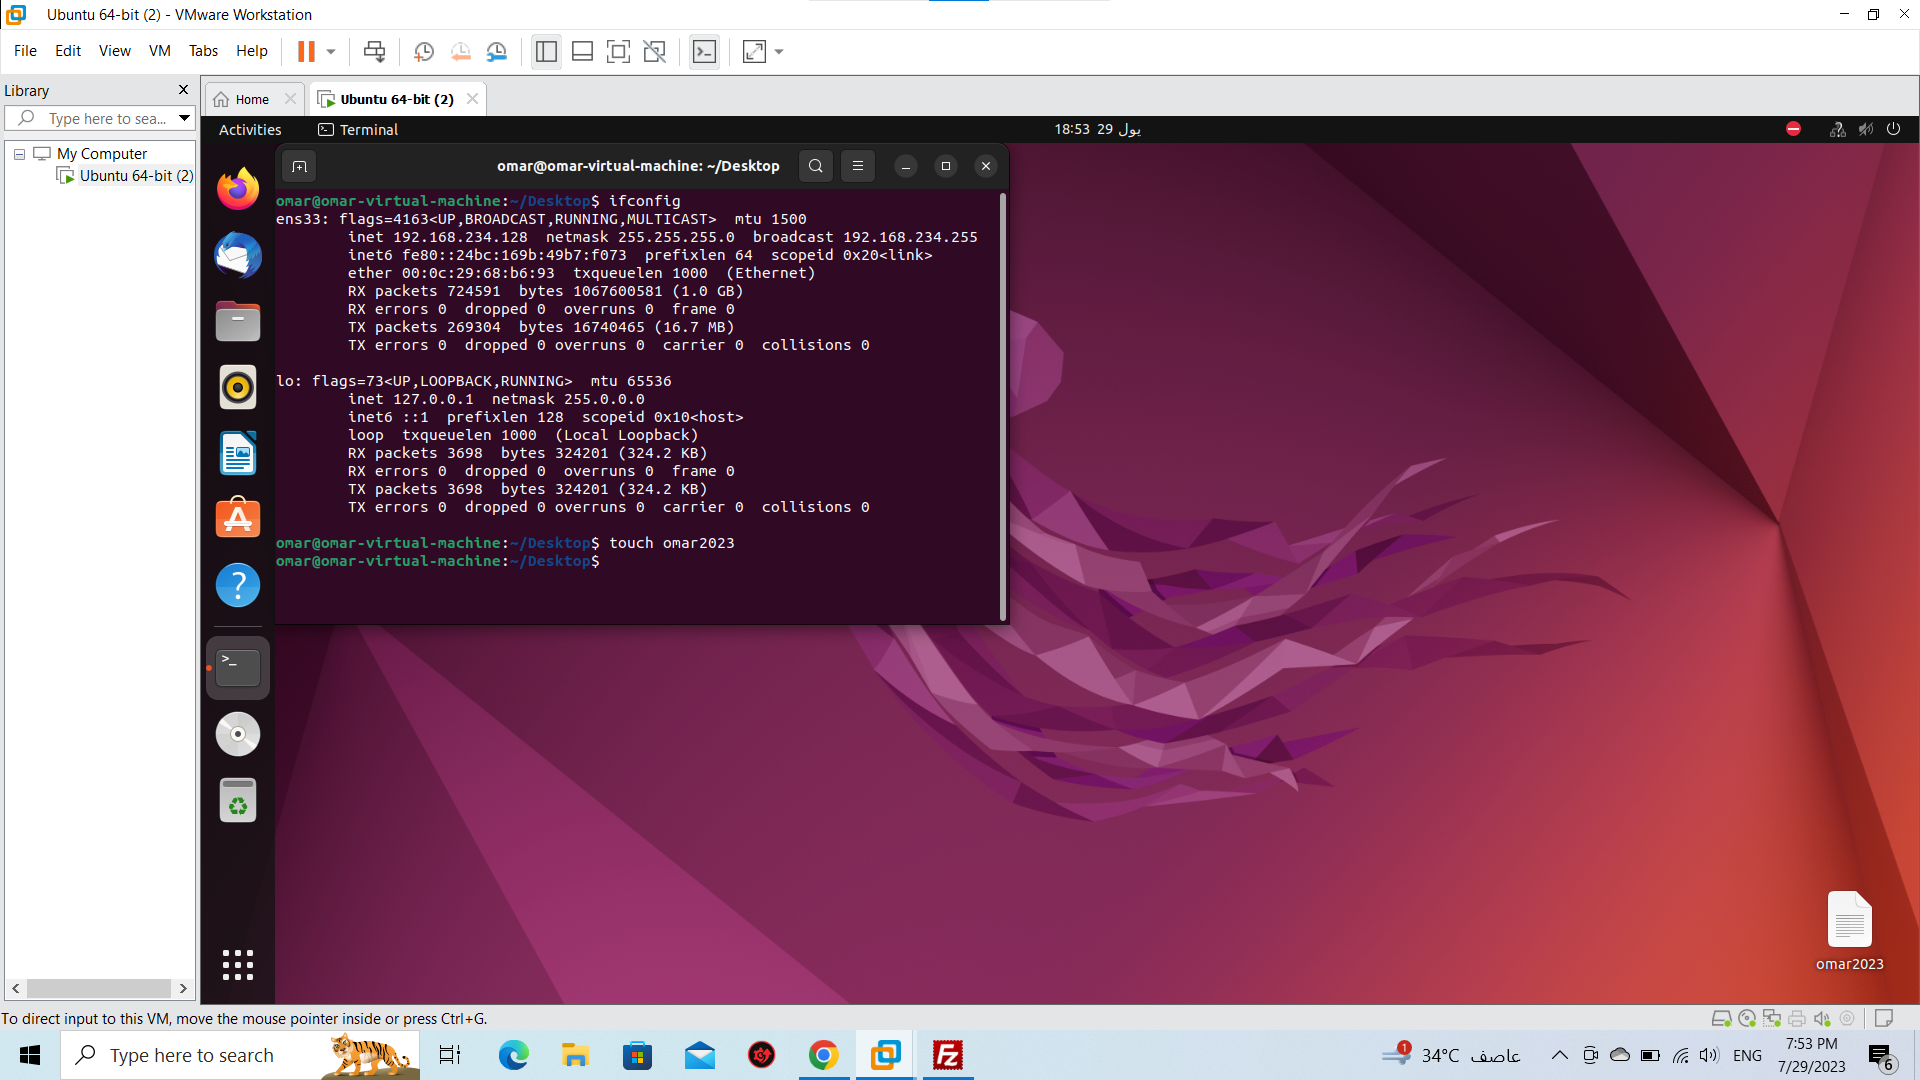 Ubuntu 64-bit (2) - VMware Workstation
File Edit View VM Tabs Help
Library
Type here to sea...
My Computer
Ubuntu 64-bit (2)
Home
Ubuntu 64-bit (2)
Activities
Terminal
18:53 29 يول
omar@omar-virtual-machine: ~/Desktop
omar@omar-virtual-machine:~/Desktop$ ifconfig
ens33: flags=4163<UP,BROADCAST,RUNNING,MULTICAST>  mtu 1500
        inet 192.168.234.128  netmask 255.255.255.0  broadcast 192.168.234.255
        inet6 fe80::24bc:169b:49b7:f073  prefixlen 64  scopeid 0x20<link>
        ether 00:0c:29:68:b6:93  txqueuelen 1000  (Ethernet)
        RX packets 724591  bytes 1067600581 (1.0 GB)
        RX errors 0  dropped 0  overruns 0  frame 0
        TX packets 269304  bytes 16740465 (16.7 MB)
        TX errors 0  dropped 0 overruns 0  carrier 0  collisions 0
lo: flags=73<UP,LOOPBACK,RUNNING>  mtu 65536
        inet 127.0.0.1  netmask 255.0.0.0
        inet6 ::1  prefixlen 128  scopeid 0x10<host>
        loop  txqueuelen 1000  (Local Loopback)
        RX packets 3698  bytes 324201 (324.2 KB)
        RX errors 0  dropped 0  overruns 0  frame 0
        TX packets 3698  bytes 324201 (324.2 KB)
        TX errors 0  dropped 0 overruns 0  carrier 0  collisions 0
omar@omar-virtual-machine:~/Desktop$ touch omar2023
omar@omar-virtual-machine:~/Desktop$
omar2023
To direct input to this VM, move the mouse pointer inside or press Ctrl+G.
Type here to search
1
34°C عاصف
ENG
7:53 PM
7/29/2023
6